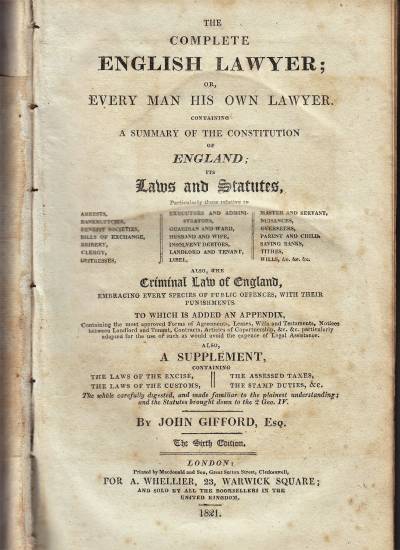 THE
COMPLETE
ENGLISH LAWYER;
OR,
EVERY MAN HIS OWN LAWYER.
CONTAINING
A SUMMARY OF THE CONSTITUTION
OF
ENGLAND;
ITS
Laws and Statutes,
Particularly those relative to
ARRESTS,
BANKRUPTCIES,
BENEFIT SOCIETIES,
BILLS OF EXCHANGE,
BRIBERY,
CLERGY,
DISTRESSES,
EXECUTORS AND ADMINI-
STRATORS,
GUARDIAN AND WARD,
HUSBAND AND WIFE,
INSOLVENT DEBTORS,
LANDLORD AND TENANT,
LIBEL,
MASTER AND SERVANT,
NUISANCES,
OVERSEERS,
PARENT AND CHILD,
SAVING BANKS,
TITHES,
WILLS, &c. &c. &c.
ALSO, THE
Criminal Law of England,
EMBRACING EVERY SPECIES OF PUBLIC OFFENCES, WITH THEIR
PUNISHMENTS.
TO WHICH IS ADDED AN APPENDIX,
Containing the most approved Forms of Agreements, Leases, Wills and Testaments, Notices
between Landlord and Tenant, Contracts, Articles of Copartnership, &c. &c. particularly
adapted for the use of such as would avoid the expence of Legal Assistance.
ALSO,
A SUPPLEMENT,
CONTAINING
THE LAWS OF THE EXCISE,
THE LAWS OF THE CUSTOMS,
THE ASSESSED TAXES,
THE STAMP DUTIES, &c.
The whole carefully digested, and made familiar to the plainest understanding;
and the Statutes brought down to the 2 Geo. IV.
BY JOHN GIFFORD, ESQ.
The Sixth Edition.
LONDON:
Printed by Macdonald and Son, Great Sutton Street, Clerkenwell,
FOR A. WHELLIER, 23, WARWICK SQUARE;
AND SOLD BY ALL THE BOOKSELLERS IN THE
UNITED KINGDOM.
1821.